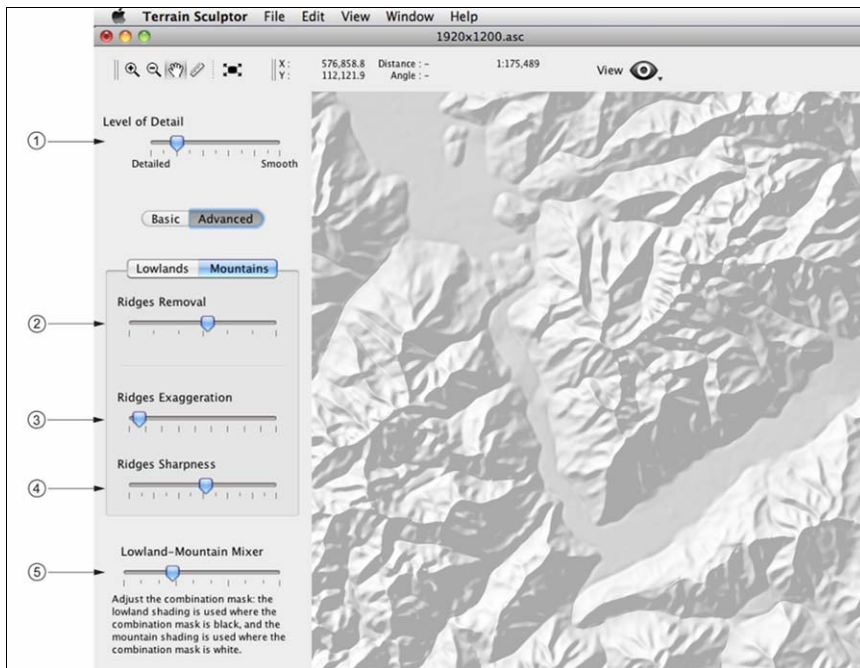 Terrain Sculptor File Edit View Window Help
1920x1200.asc
X : 576,858.8 Distance : – 1:175,489 View
Y : 112,121.9 Angle : –
1 Level of Detail
Detailed Smooth
Basic Advanced
Lowlands Mountains
2 Ridges Removal
3 Ridges Exaggeration
4 Ridges Sharpness
5 Lowland–Mountain Mixer
Adjust the combination mask: the
lowland shading is used where the
combination mask is black, and the
mountain shading is used where the
combination mask is white.